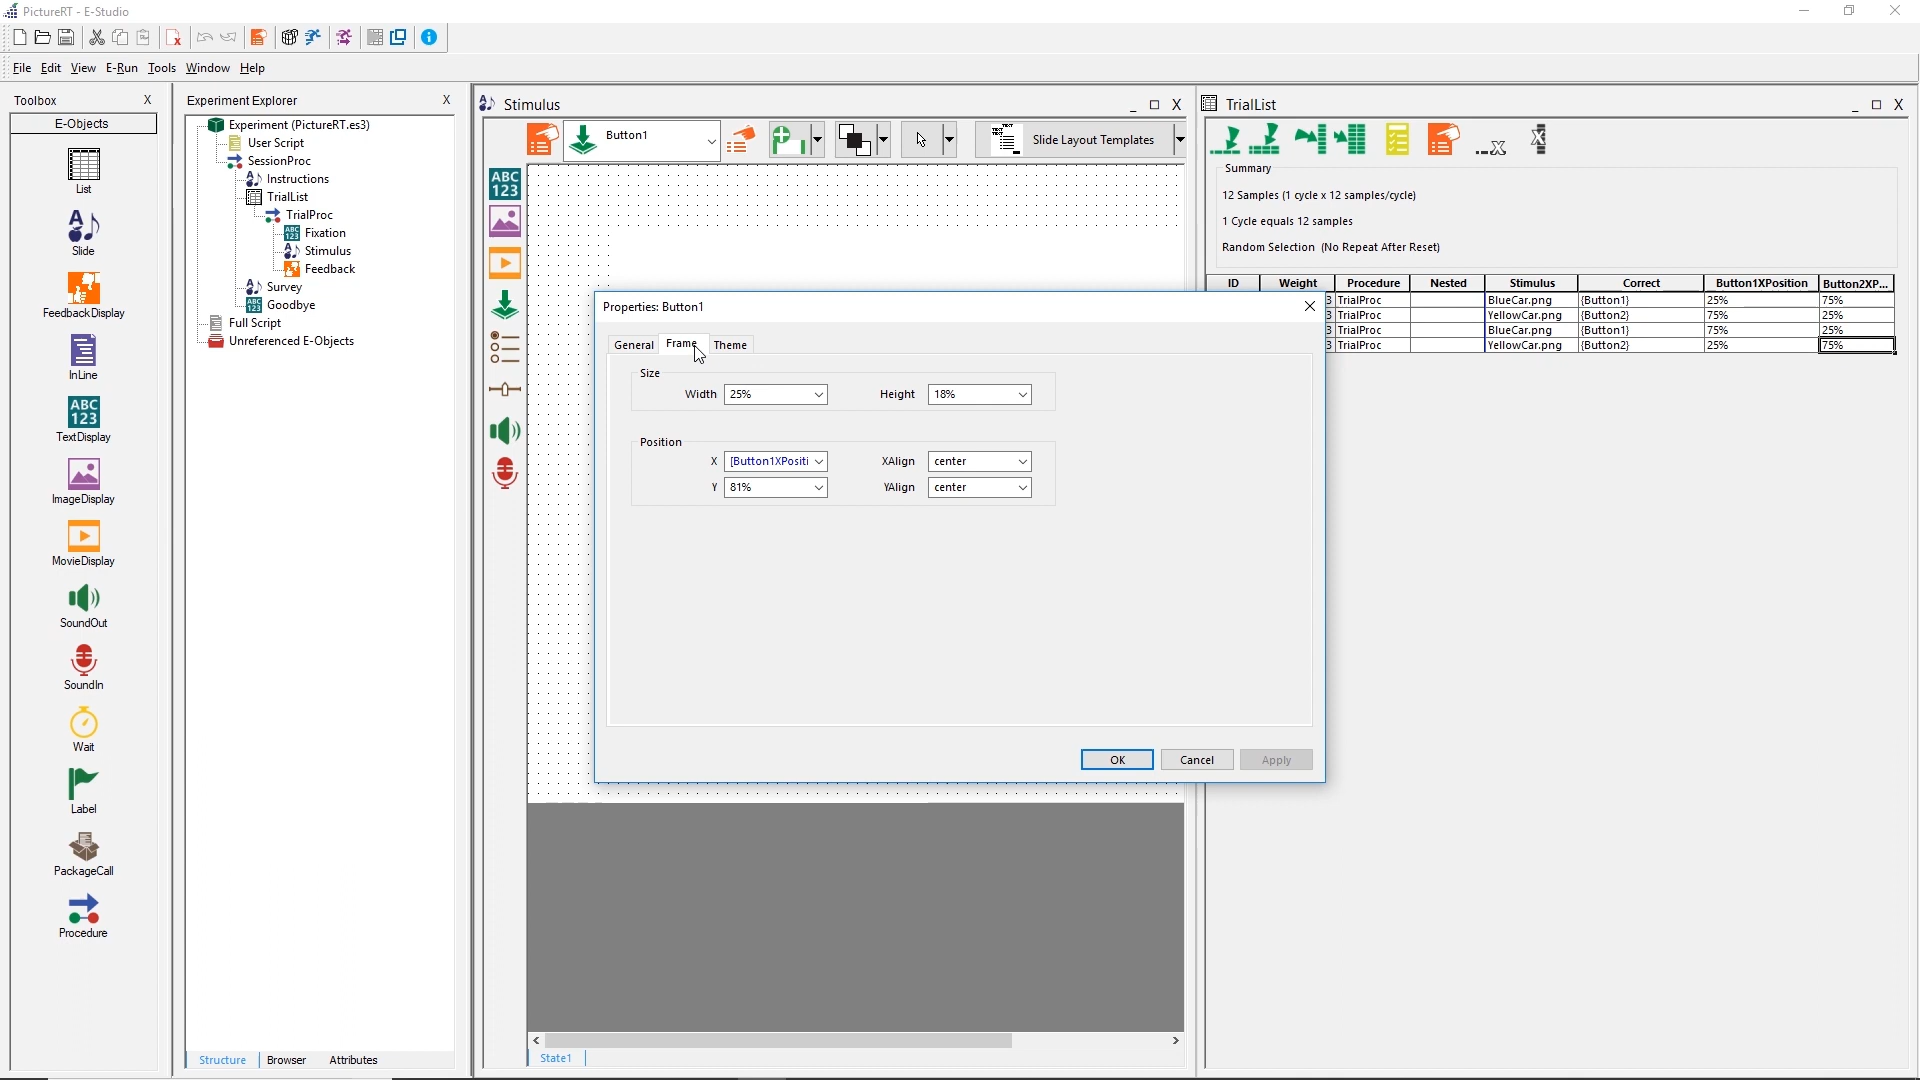 PictureRT - E-Studio
File Edit View E-Run Tools Window Help
Toolbox X
E-Objects
List
Slide
FeedbackDisplay
InLine
ABC
123
TextDisplay
ImageDisplay
MovieDisplay
SoundOut
SoundIn
Wait
Label
PackageCall
Procedure
Experiment Explorer X
Experiment (PictureRT.es3)
User Script
SessionProc
Instructions
TrialList
TrialProc
Fixation
Stimulus
Feedback
Survey
Goodbye
Full Script
Unreferenced E-Objects
Structure Browser Attributes
Stimulus
Button1
Slide Layout Templates
ABC
123
State1
Properties: Button1
General Frame Theme
Size
Width 25% Height 18%
Position
X [Button1XPositi XAlign center
Y 81% YAlign center
OK Cancel Apply
TrialList
Summary
12 Samples (1 cycle x 12 samples/cycle)
1 Cycle equals 12 samples
Random Selection (No Repeat After Reset)
ID Weight Procedure Nested Stimulus Correct Button1XPosition Button2XP...
3 TrialProc BlueCar.png {Button1} 25% 75%
TrialProc YellowCar.png {Button2} 75% 25%
3 TrialProc BlueCar.png {Button1} 75% 25%
3 TrialProc YellowCar.png {Button2} 25% 75%